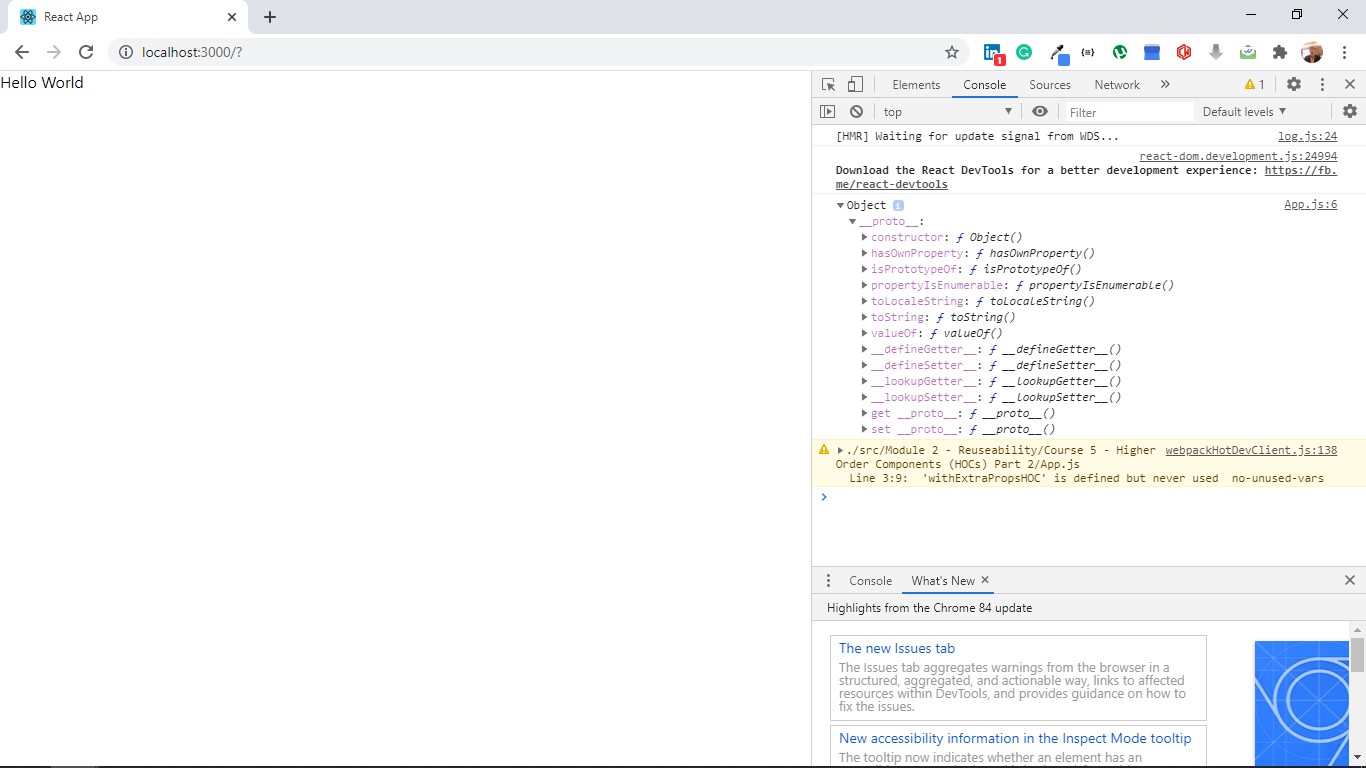 React App
localhost:3000/?
1
Hello World
Elements
Console
Sources
Network
»
1
top
Filter
Default levels
[HMR] Waiting for update signal from WDS...
log.js:24
react-dom.development.js:24994
Download the React DevTools for a better development experience: https://fb.
me/react-devtools
Object i
App.js:6
__proto__:
constructor: ƒ Object()
hasOwnProperty: ƒ hasOwnProperty()
isPrototypeOf: ƒ isPrototypeOf()
propertyIsEnumerable: ƒ propertyIsEnumerable()
toLocaleString: ƒ toLocaleString()
toString: ƒ toString()
valueOf: ƒ valueOf()
__defineGetter__: ƒ __defineGetter__()
__defineSetter__: ƒ __defineSetter__()
__lookupGetter__: ƒ __lookupGetter__()
__lookupSetter__: ƒ __lookupSetter__()
get __proto__: ƒ __proto__()
set __proto__: ƒ __proto__()
./src/Module 2 - Reuseability/Course 5 - Higher
webpackHotDevClient.js:138
Order Components (HOCs) Part 2/App.js
Line 3:9:  'withExtraPropsHOC' is defined but never used  no-unused-vars
Console
What's New
Highlights from the Chrome 84 update
The new Issues tab
The Issues tab aggregates warnings from the browser in a
structured, aggregated, and actionable way, links to affected
resources within DevTools, and provides guidance on how to
fix the issues.
New accessibility information in the Inspect Mode tooltip
The tooltip now indicates whether an element has an